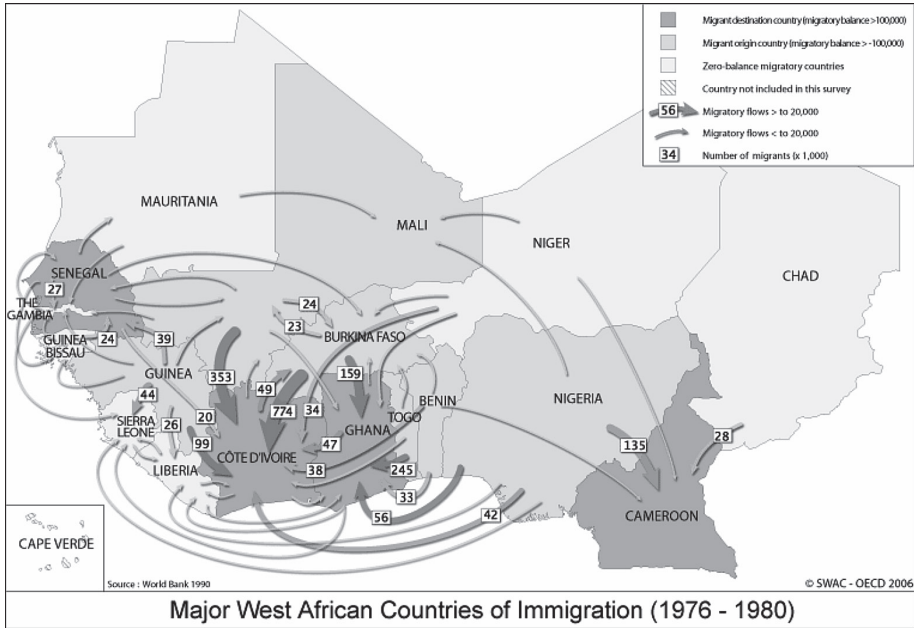 Migrant destination country (migratory balance >100,000)
Migrant origin country (migratory balance > -100,000)
Zero-balance migratory countries
Country not included in this survey
56 Migratory flows > to 20,000
Migratory flows < to 20,000
34 Number of migrants (x 1,000)
MAURITANIA
MALI
NIGER
CHAD
SENEGAL
27
THE
GAMBIA
24
23
BURKINA FASO
GUINEA
BISSAU
24
39
GUINEA
353
49
159
44
774
34
BENIN
NIGERIA
20
TOGO
SIERRA
LEONE
26
99
GHANA
47
135
28
CÔTE D'IVOIRE
LIBERIA
38
245
33
56
42
CAMEROON
CAPE VERDE
Source : World Bank 1990
© SWAC - OECD 2006
Major West African Countries of Immigration (1976 - 1980)